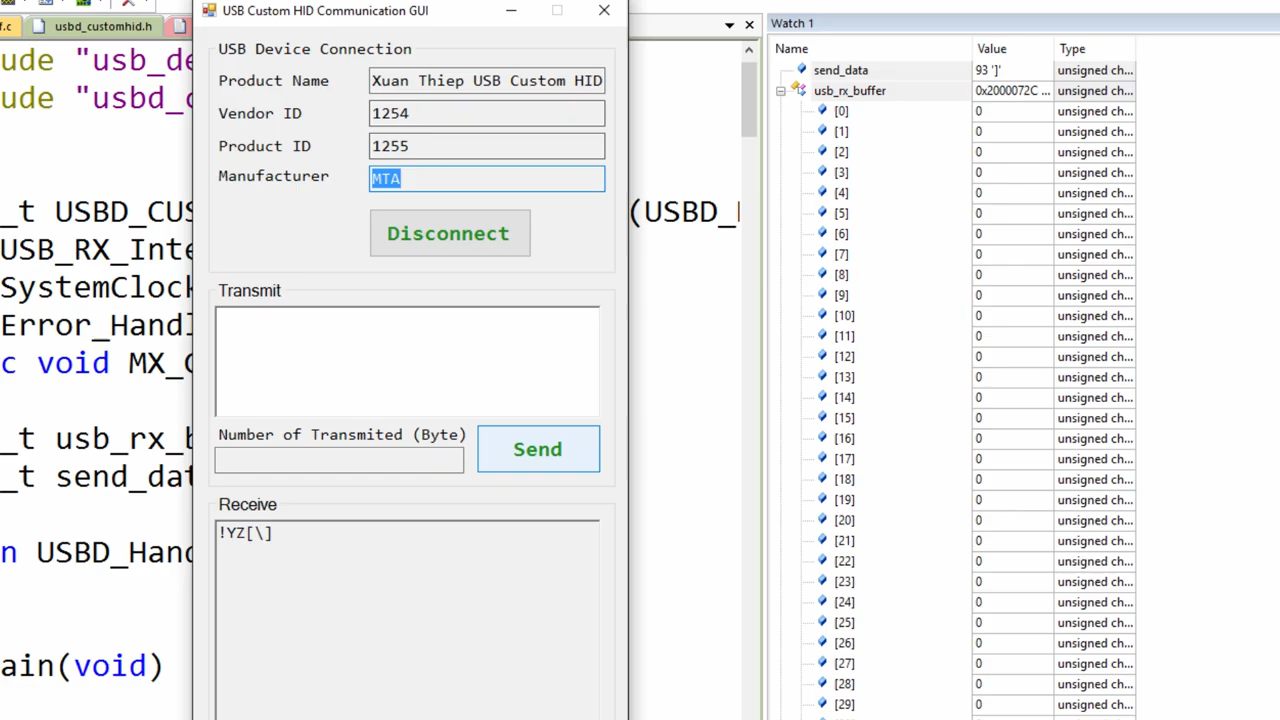 f.c
usbd_customhid.h
ude "usb_de
ude "usbd_c
_t USBD_CUS
(USBD_
USB_RX_Inte
SystemClock
Error_Handl
c void MX_C
_t usb_rx_b
_t send_dat
n USBD_Hand
ain(void)
USB Custom HID Communication GUI
USB Device Connection
Product Name
Xuan Thiep USB Custom HID
Vendor ID
1254
Product ID
1255
Manufacturer
MTA
Disconnect
Transmit
Number of Transmited (Byte)
Send
Receive
!YZ[\]
Watch 1
Name Value Type
send_data 93 ']' unsigned ch...
usb_rx_buffer 0x2000072C ... unsigned ch...
[0] 0 unsigned ch...
[1] 0 unsigned ch...
[2] 0 unsigned ch...
[3] 0 unsigned ch...
[4] 0 unsigned ch...
[5] 0 unsigned ch...
[6] 0 unsigned ch...
[7] 0 unsigned ch...
[8] 0 unsigned ch...
[9] 0 unsigned ch...
[10] 0 unsigned ch...
[11] 0 unsigned ch...
[12] 0 unsigned ch...
[13] 0 unsigned ch...
[14] 0 unsigned ch...
[15] 0 unsigned ch...
[16] 0 unsigned ch...
[17] 0 unsigned ch...
[18] 0 unsigned ch...
[19] 0 unsigned ch...
[20] 0 unsigned ch...
[21] 0 unsigned ch...
[22] 0 unsigned ch...
[23] 0 unsigned ch...
[24] 0 unsigned ch...
[25] 0 unsigned ch...
[26] 0 unsigned ch...
[27] 0 unsigned ch...
[28] 0 unsigned ch...
[29] 0 unsigned ch...